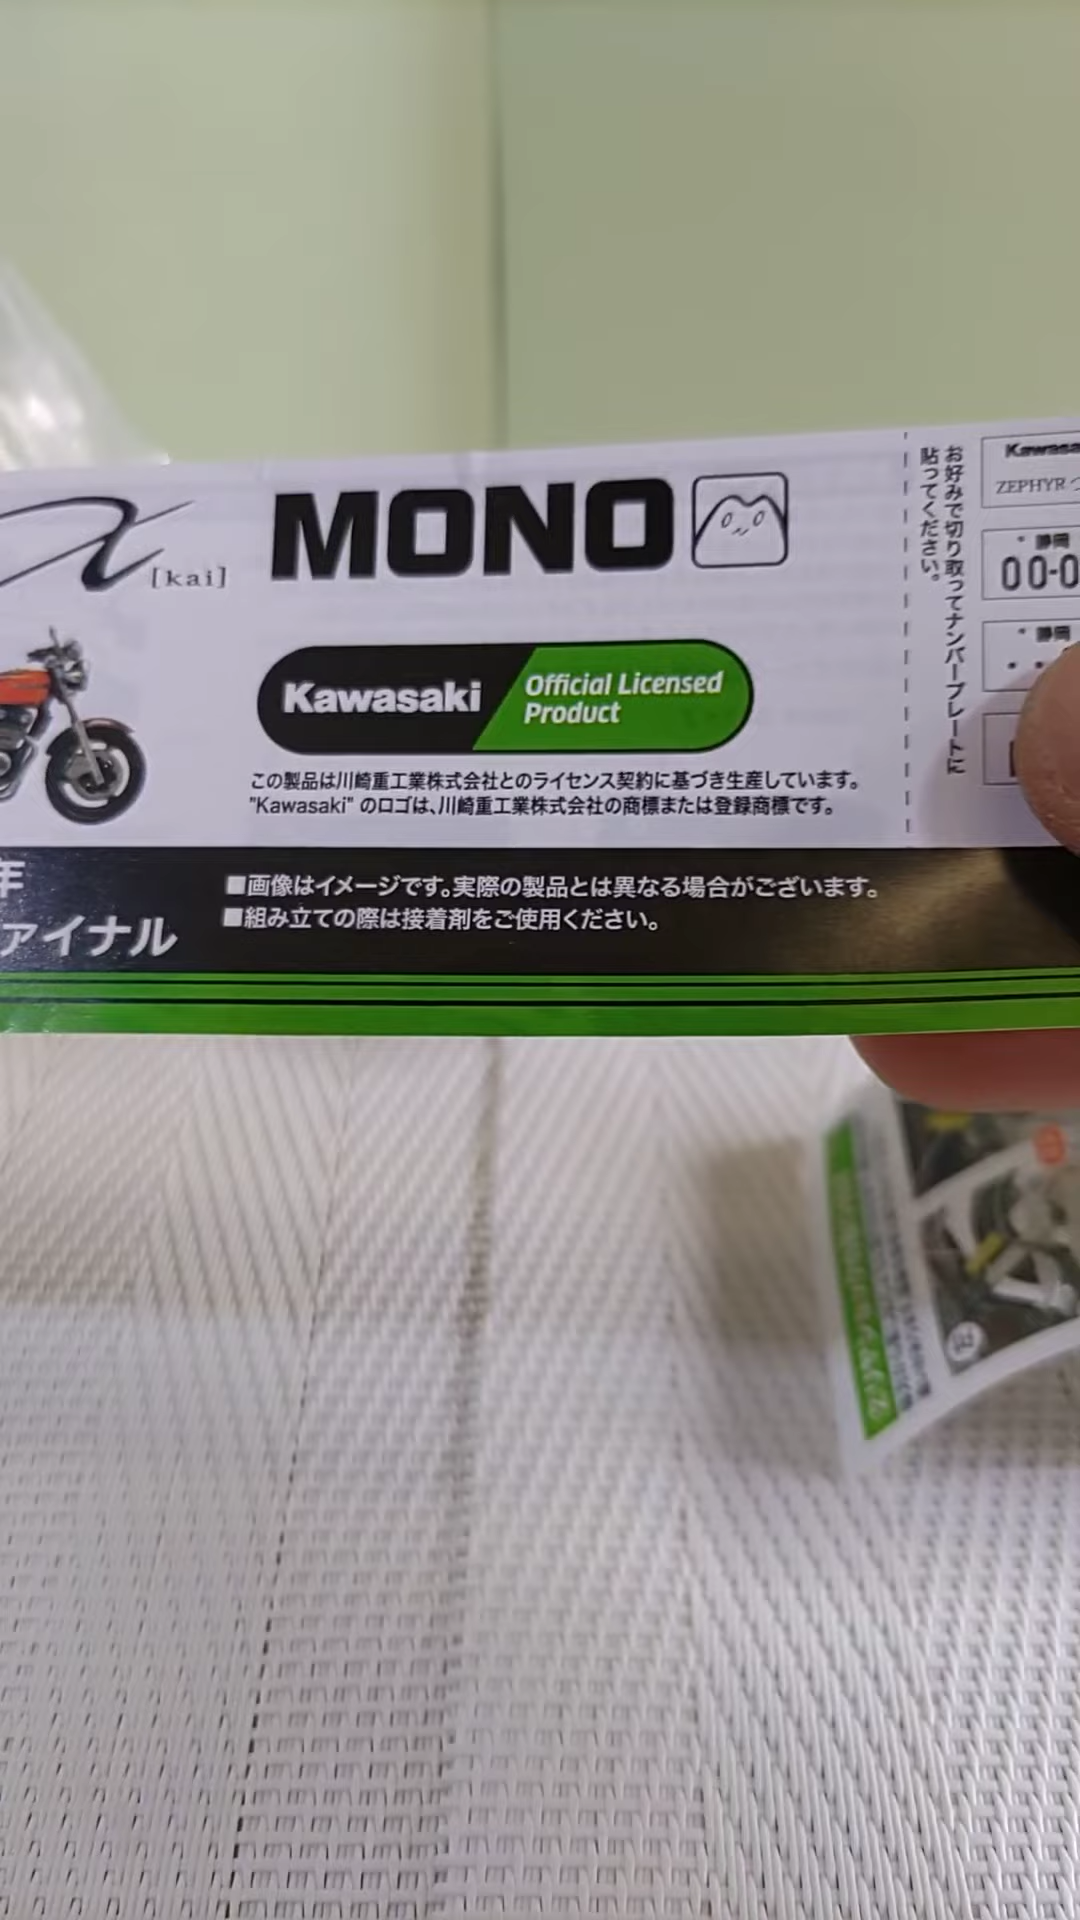 χ [kai]
MONO
Kawasaki
Official Licensed
Product
この製品は川崎重工業株式会社とのライセンス契約に基づき生産しています。
"Kawasaki" のロゴは、川崎重工業株式会社の商標または登録商標です。
お好みで切り取ってナンバープレートに
貼ってください。
ZEPHYR
静岡
00-0
静岡
年
ァイナル
■画像はイメージです。実際の製品とは異なる場合がございます。
■組み立ての際は接着剤をご使用ください。